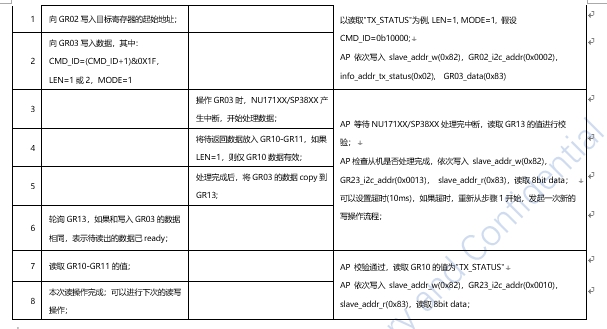 1
向 GR02 写入目标寄存器的起始地址;
2
向 GR03 写入数据, 其中:
CMD_ID=(CMD_ID+1)&0X1F,
LEN=1 或 2, MODE=1
以读取"TX_STATUS"为例, LEN=1, MODE=1, 假设
CMD_ID=0b10000;
AP 依次写入 slave_addr_w(0x82), GR02_i2c_addr(0x0002),
info_addr_tx_status(0x02), GR03_data(0x83)
3
操作 GR03 时, NU171XX/SP38XX 产
生中断, 开始处理数据;
4
将待返回数据放入 GR10-GR11, 如果
LEN=1, 则仅 GR10 数据有效;
5
处理完成后, 将 GR03 的数据 copy 到
GR13;
6
轮询 GR13, 如果和写入 GR03 的数据
相同, 表示待读出的数据已 ready;
AP 等待 NU171XX/SP38XX 处理完中断, 读取 GR13 的值进行校
验;
AP 检查从机是否处理完成, 依次写入 slave_addr_w(0x82),
GR23_i2c_addr(0x0013), slave_addr_r(0x83), 读取 8bit data;
可以设置超时(10ms), 如果超时, 重新从步骤 1 开始, 发起一次新的
写操作流程;
7
读取 GR10-GR11 的值;
8
本次读操作完成; 可以进行下次的读写
操作;
AP 校验通过, 读取 GR10 的值为"TX_STATUS"
AP 依次写入 slave_addr_w(0x82), GR23_i2c_addr(0x0010),
slave_addr_r(0x83), 读取 8bit data;
and Confidential